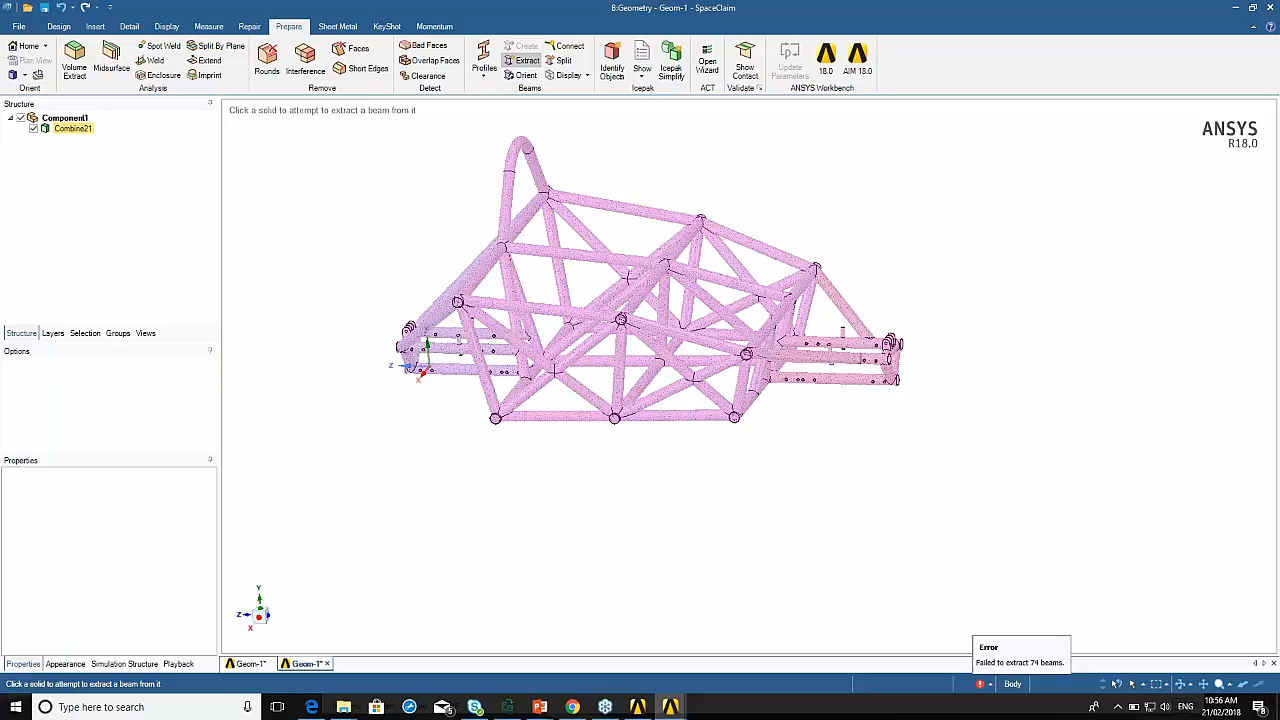 B:Geometry - Geom-1 - SpaceClaim
File Design Insert Detail Display Measure Repair Prepare Sheet Metal KeyShot Momentum
Home
Plan View
Orient
Volume Extract
Midsurface
Spot Weld
Weld
Enclosure
Split By Plane
Extend
Imprint
Analysis
Rounds
Interference
Faces
Short Edges
Remove
Bad Faces
Overlap Faces
Clearance
Detect
Profiles
Create
Extract
Orient
Connect
Split
Display
Beams
Identify Objects
Show
Icepak Simplify
Icepak
Open Wizard
ACT
Show Contact
Validate
Update Parameters
18.0
AIM 18.0
ANSYS Workbench
Structure
Component1
Combine21
Click a solid to attempt to extract a beam from it
ANSYS
R18.0
Z
X
Structure Layers Selection Groups Views
Options
Properties
Y
Z
X
Error
Failed to extract 74 beams.
Properties Appearance Simulation Structure Playback
Geom-1*
Geom-1*
Click a solid to attempt to extract a beam from it
Body
Type here to search
ENG
10:56 AM
21/02/2018